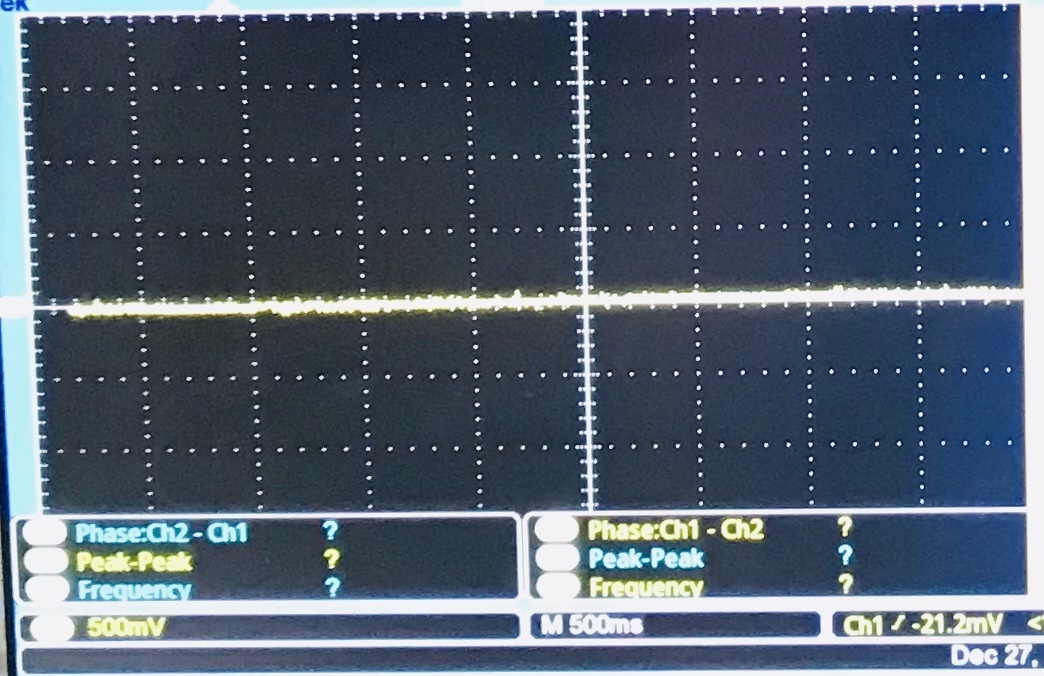 ek
Phase:Ch2 - Ch1 ?
Peak-Peak ?
Frequency ?
Phase:Ch1 - Ch2 ?
Peak-Peak ?
Frequency ?
500mV
M 500ms
Ch1 / -21.2mV <
Dec 27,